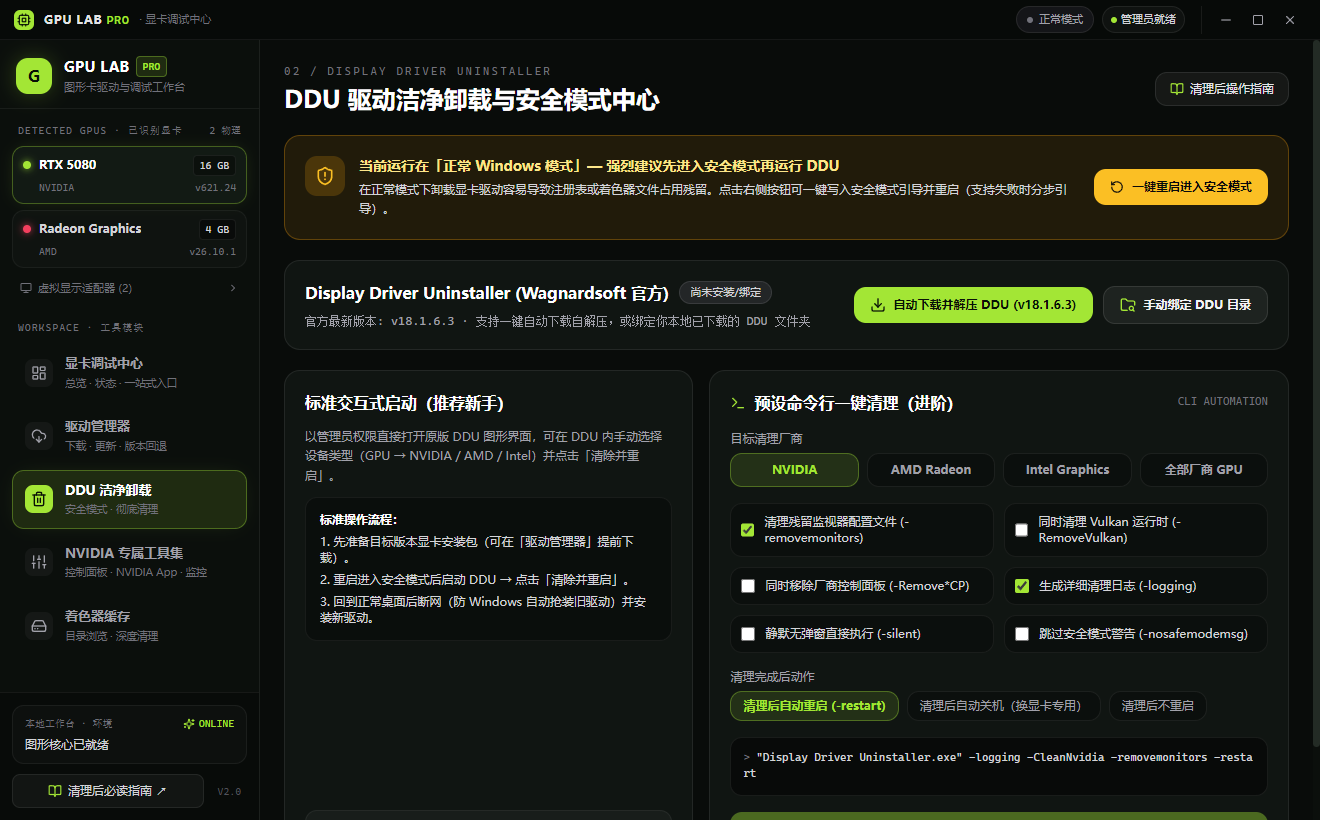 GPU LAB PRO · 显卡调试中心
正常模式
管理员就绪
G
GPU LAB PRO
图形卡驱动与调试工作台
DETECTED GPUS · 已识别显卡
2 物理
RTX 5080
16 GB
NVIDIA
v621.24
Radeon Graphics
4 GB
AMD
v26.10.1
虚拟显示适配器 (2)
WORKSPACE · 工具模块
显卡调试中心
总览 · 状态 · 一站式入口
驱动管理器
下载 · 更新 · 版本回退
DDU 洁净卸载
安全模式 · 彻底清理
NVIDIA 专属工具集
控制面板 · NVIDIA App · 监控
着色器缓存
目录浏览 · 深度清理
本地工作台 · 环境
ONLINE
图形核心已就绪
清理后必读指南 ↗
V2.0
02 / DISPLAY DRIVER UNINSTALLER
DDU 驱动洁净卸载与安全模式中心
清理后操作指南
当前运行在「正常 Windows 模式」— 强烈建议先进入安全模式再运行 DDU
在正常模式下卸载显卡驱动容易导致注册表或着色器文件占用残留。点击右侧按钮可一键写入安全模式引导并重启（支持失败时分步引
导）。
一键重启进入安全模式
Display Driver Uninstaller (Wagnardsoft 官方)
尚未安装/绑定
官方最新版本: v18.1.6.3 · 支持一键自动下载自解压，或绑定你本地已下载的 DDU 文件夹
自动下载并解压 DDU (v18.1.6.3)
手动绑定 DDU 目录
标准交互式启动（推荐新手）
以管理员权限直接打开原版 DDU 图形界面，可在 DDU 内手动选择
设备类型（GPU → NVIDIA / AMD / Intel）并点击「清除并重
启」。
标准操作流程:
1. 先准备目标版本显卡安装包（可在「驱动管理器」提前下
载）。
2. 重启进入安全模式后启动 DDU → 点击「清除并重启」。
3. 回到正常桌面后断网（防 Windows 自动抢装旧驱动）并安
装新驱动。
预设命令行一键清理（进阶）
CLI AUTOMATION
目标清理厂商
NVIDIA
AMD Radeon
Intel Graphics
全部厂商 GPU
清理残留监视器配置文件 (-
removemonitors)
同时清理 Vulkan 运行时 (-
RemoveVulkan)
同时移除厂商控制面板 (-Remove*CP)
生成详细清理日志 (-logging)
静默无弹窗直接执行 (-silent)
跳过安全模式警告 (-nosafemodemsg)
清理完成后动作
清理后自动重启 (-restart)
清理后自动关机（换显卡专用）
清理后不重启
> "Display Driver Uninstaller.exe" -logging -CleanNvidia -removemonitors -resta
rt